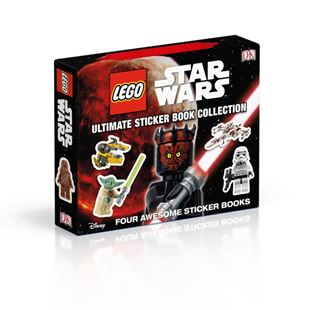 DK
LEGO
STAR
WARS
ULTIMATE STICKER BOOK COLLECTION
FOUR AWESOME STICKER BOOKS
Disney
LEGO
STAR
WARS
DK